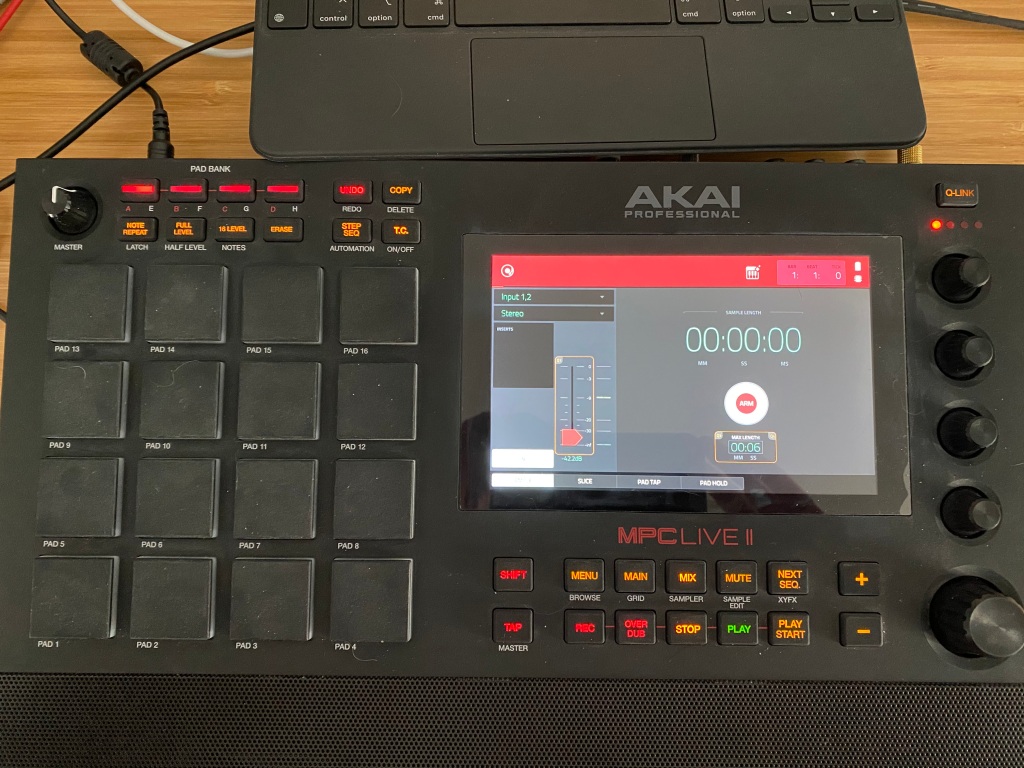 control
option
cmd
cmd
option
PAD BANK
A E B F C G D H
UNDO
REDO
COPY
DELETE
NOTE REPEAT
LATCH
FULL LEVEL
HALF LEVEL
16 LEVEL
NOTES
ERASE
STEP SEQ
AUTOMATION
T.C.
ON/OFF
MASTER
AKAI
PROFESSIONAL
Q-LINK
PAD 13
PAD 14
PAD 15
PAD 16
PAD 9
PAD 10
PAD 11
PAD 12
PAD 5
PAD 6
PAD 7
PAD 8
PAD 1
PAD 2
PAD 3
PAD 4
1: 1: 0
Input 1,2
Stereo
INSERTS
SAMPLE LENGTH
00:00:00
MM SS MS
ARM
MAX LENGTH
00:06
MM SS
SLICE
PAD TAP
PAD HOLD
MPC LIVE II
SHIFT
MENU
BROWSE
MAIN
GRID
MIX
SAMPLER
MUTE
SAMPLE EDIT
NEXT SEQ.
XYFX
+
TAP
MASTER
REC
OVER DUB
STOP
PLAY
PLAY START
−